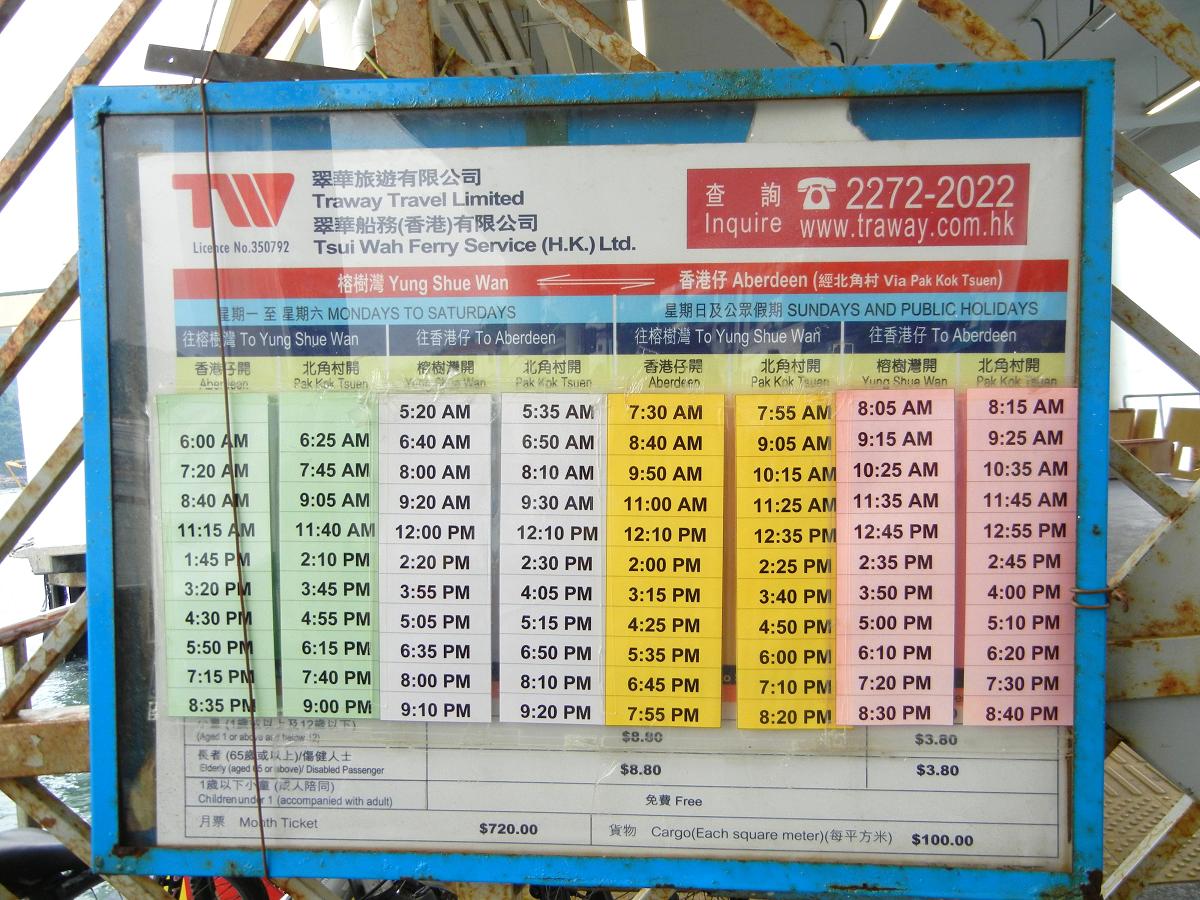 翠華旅遊有限公司
Traway Travel Limited
翠華船務(香港)有限公司
Tsui Wah Ferry Service (H.K.) Ltd.
TW
Licence No.350792
查 詢 2272-2022
Inquire www.traway.com.hk
榕樹灣 Yung Shue Wan 香港仔 Aberdeen (經北角村 Via Pak Kok Tsuen)
星期一 至 星期六 MONDAYS TO SATURDAYS 星期日及公眾假期 SUNDAYS AND PUBLIC HOLIDAYS
往榕樹灣 To Yung Shue Wan 往香港仔 To Aberdeen 往榕樹灣 To Yung Shue Wan 往香港仔 To Aberdeen
香港仔開 北角村開 榕樹灣開 北角村開 香港仔開 北角村開 榕樹灣開 北角村開
Aberdeen Pak Kok Tsuen Yung Shue Wan Pak Kok Tsuen Aberdeen Pak Kok Tsuen Yung Shue Wan Pak Kok Tsuen
5:20 AM 5:35 AM 7:30 AM 7:55 AM 8:05 AM 8:15 AM
6:00 AM 6:25 AM 6:40 AM 6:50 AM 8:40 AM 9:05 AM 9:15 AM 9:25 AM
7:20 AM 7:45 AM 8:00 AM 8:10 AM 9:50 AM 10:15 AM 10:25 AM 10:35 AM
8:40 AM 9:05 AM 9:20 AM 9:30 AM 11:00 AM 11:25 AM 11:35 AM 11:45 AM
11:15 AM 11:40 AM 12:00 PM 12:10 PM 12:10 PM 12:35 PM 12:45 PM 12:55 PM
1:45 PM 2:10 PM 2:20 PM 2:30 PM 2:00 PM 2:25 PM 2:35 PM 2:45 PM
3:20 PM 3:45 PM 3:55 PM 4:05 PM 3:15 PM 3:40 PM 3:50 PM 4:00 PM
4:30 PM 4:55 PM 5:05 PM 5:15 PM 4:25 PM 4:50 PM 5:00 PM 5:10 PM
5:50 PM 6:15 PM 6:35 PM 6:50 PM 5:35 PM 6:00 PM 6:10 PM 6:20 PM
7:15 PM 7:40 PM 8:00 PM 8:10 PM 6:45 PM 7:10 PM 7:20 PM 7:30 PM
8:35 PM 9:00 PM 9:10 PM 9:20 PM 7:55 PM 8:20 PM 8:30 PM 8:40 PM
小童 (1歲或以上及12歲以下)
(Aged 1 or above and below 12) $8.80 $3.80
長者 (65歲或以上)/傷健人士
Elderly (aged 65 or above)/ Disabled Passenger $8.80 $3.80
1歲以下小童 (成人陪同)
Children under 1 (accompanied with adult) 免費 Free
月票 Month Ticket $720.00 貨物 Cargo(Each square meter)(每平方米) $100.00